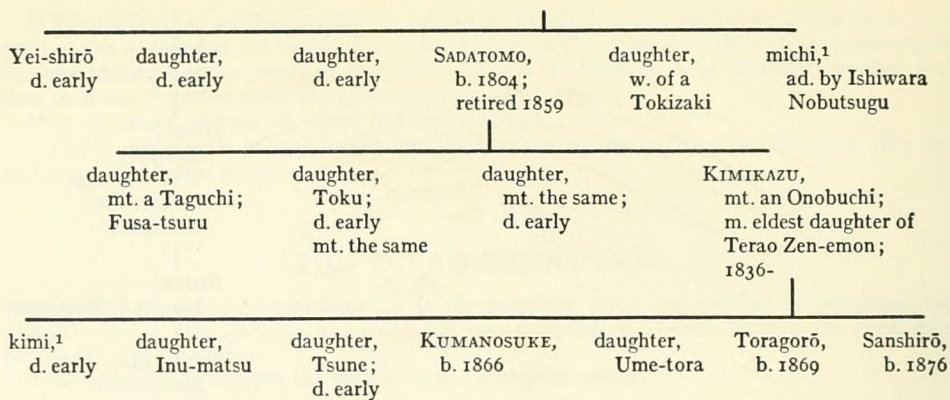 Yei-shirō
d. early
daughter,
d. early
daughter,
d. early
SADATOMO,
b. 1804;
retired 1859
daughter,
w. of a
Tokizaki
michi,¹
ad. by Ishiwara
Nobutsugu
daughter,
mt. a Taguchi;
Fusa-tsuru
daughter,
Toku;
d. early
mt. the same
daughter,
mt. the same;
d. early
KIMIKAZU,
mt. an Onobuchi;
m. eldest daughter of
Terao Zen-emon;
1836-
kimi,¹
d. early
daughter,
Inu-matsu
daughter,
Tsune;
d. early
KUMANOSUKE,
b. 1866
daughter,
Ume-tora
Toragorō,
b. 1869
Sanshirō,
b. 1876